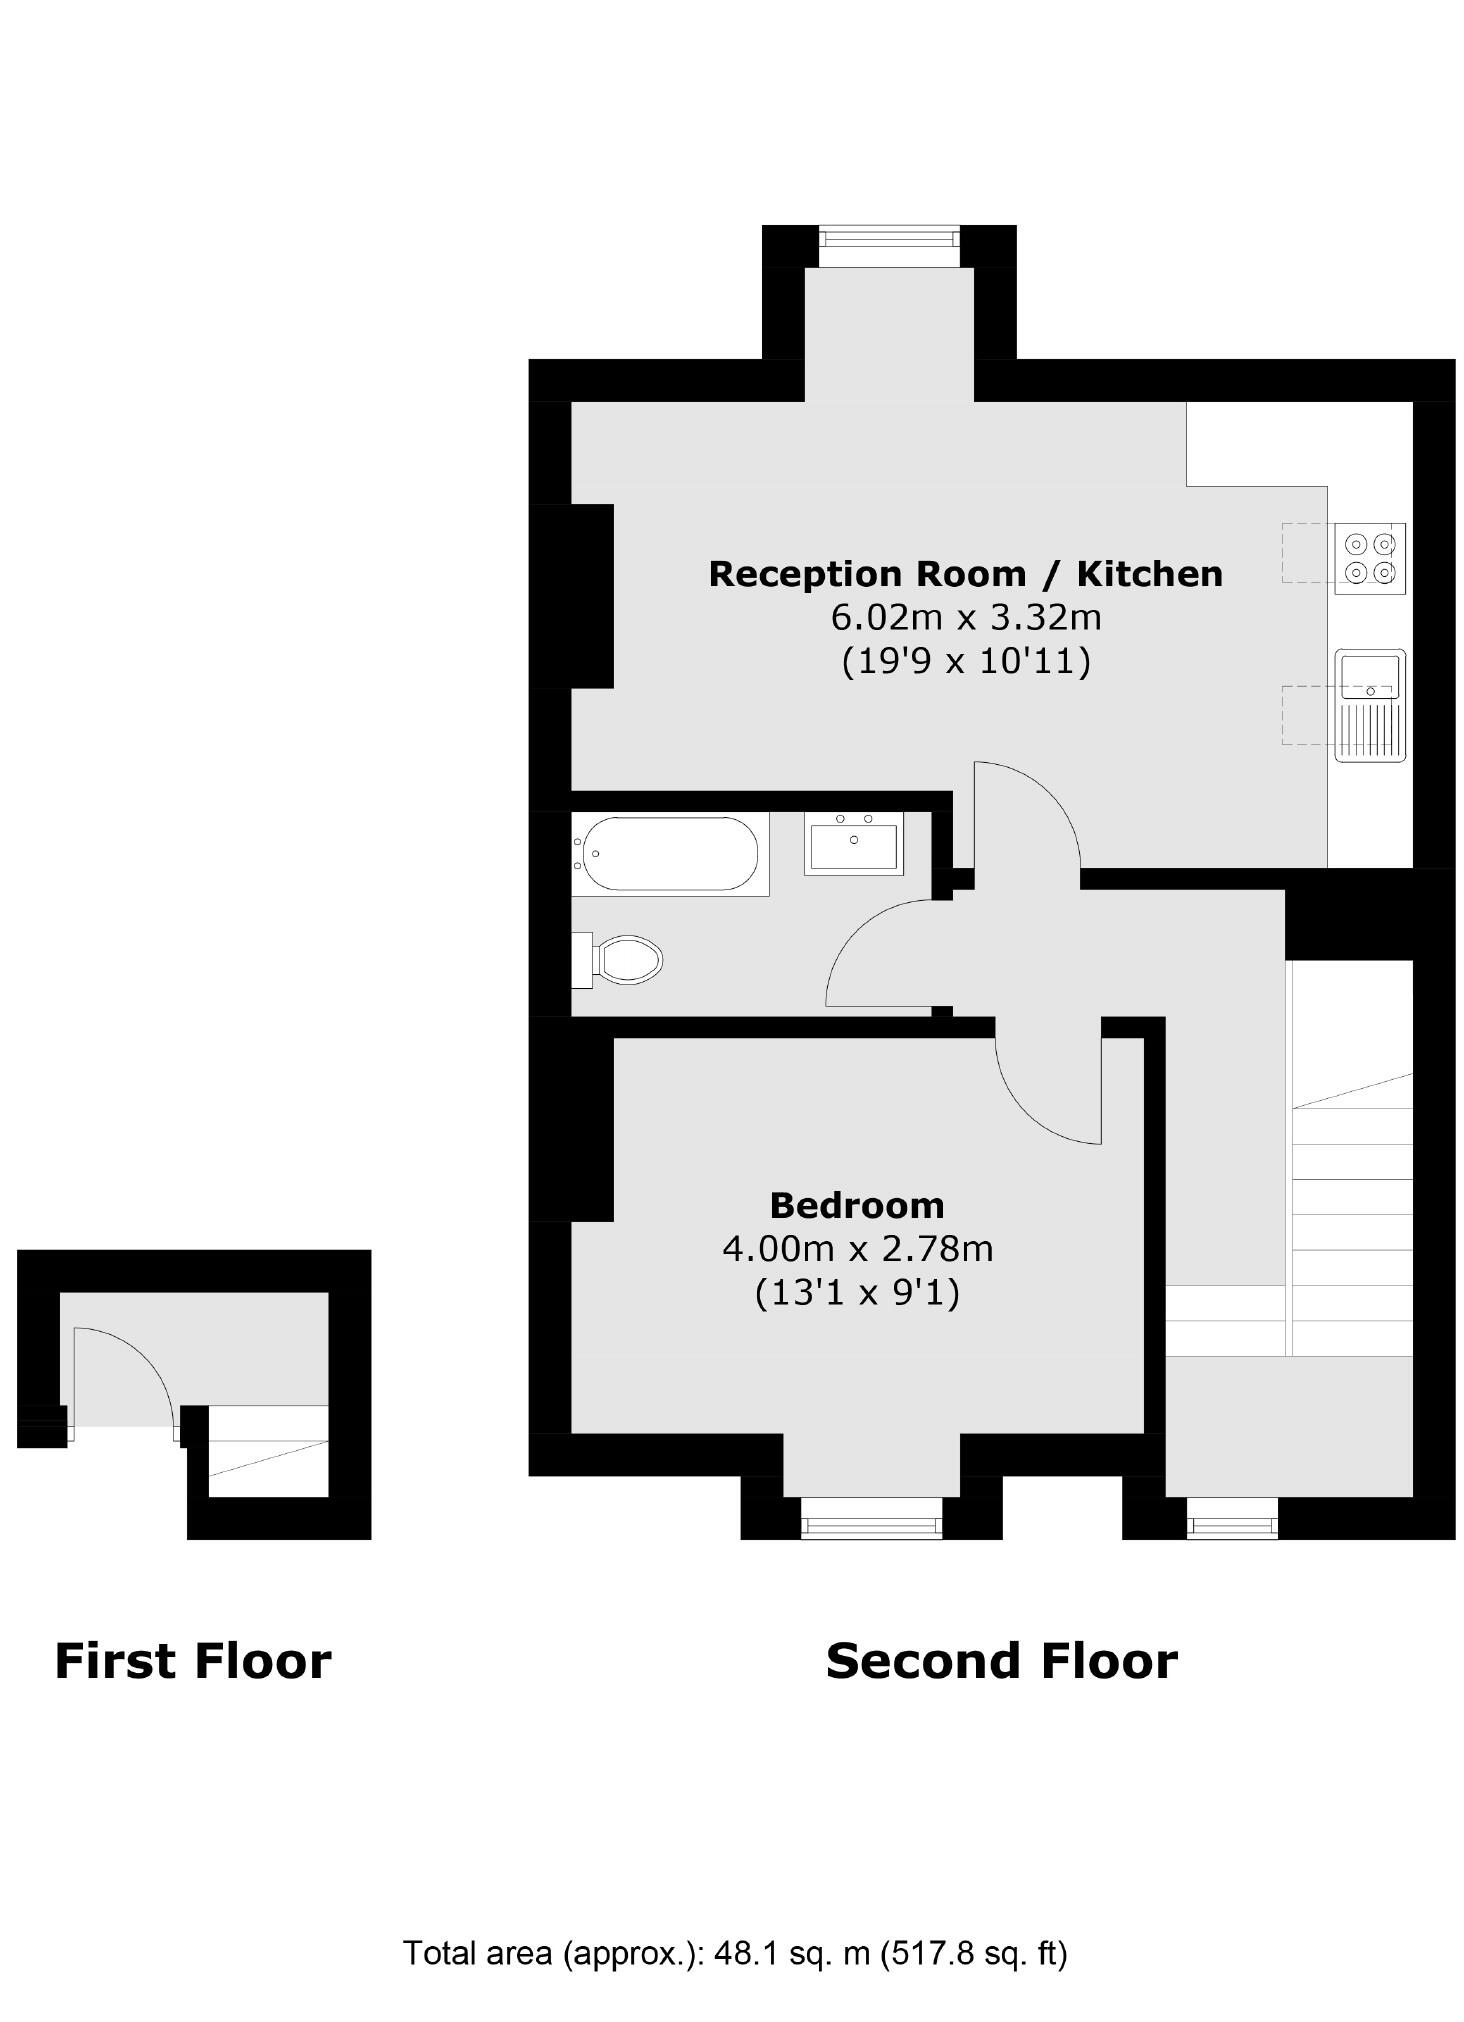 Reception Room / Kitchen
6.02m x 3.32m
(19'9 x 10'11)
Bedroom
4.00m x 2.78m
(13'1 x 9'1)
First Floor
Second Floor
Total area (approx.): 48.1 sq. m (517.8 sq. ft)